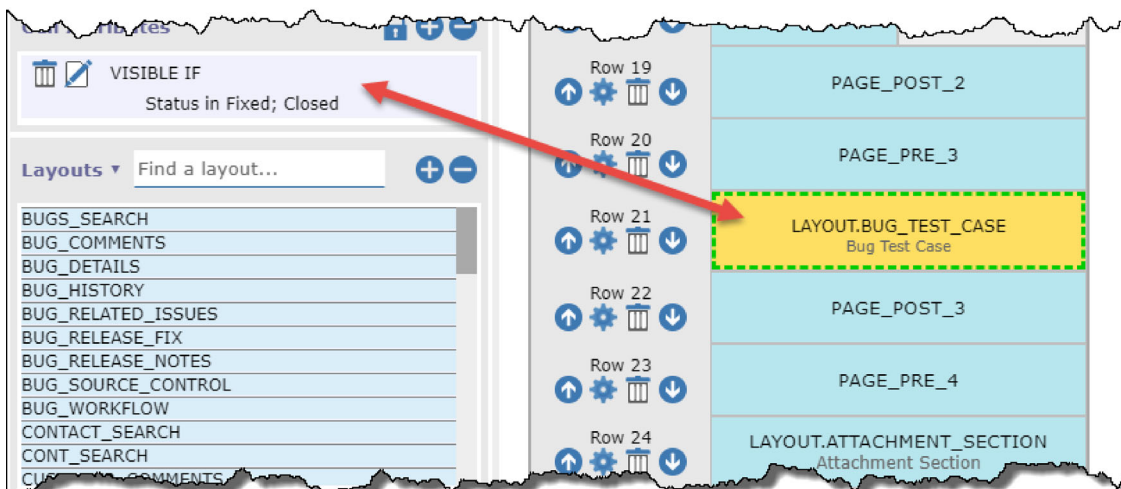 VISIBLE IF
Status in Fixed; Closed
Layouts
Find a layout...
BUGS_SEARCH
BUG_COMMENTS
BUG_DETAILS
BUG_HISTORY
BUG_RELATED_ISSUES
BUG_RELEASE_FIX
BUG_RELEASE_NOTES
BUG_SOURCE_CONTROL
BUG_WORKFLOW
CONTACT_SEARCH
CONT_SEARCH
Row 19
PAGE_POST_2
Row 20
PAGE_PRE_3
Row 21
LAYOUT.BUG_TEST_CASE
Bug Test Case
Row 22
PAGE_POST_3
Row 23
PAGE_PRE_4
Row 24
LAYOUT.ATTACHMENT_SECTION
Attachment Section